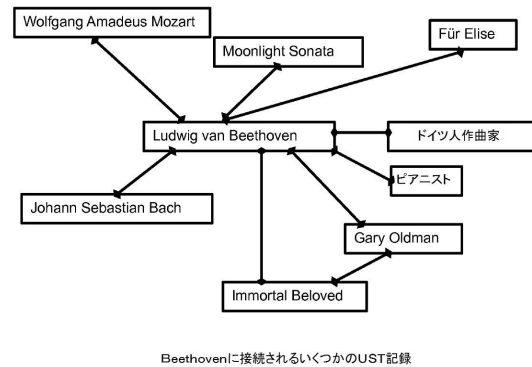 Wolfgang Amadeus Mozart
Moonlight Sonata
Für Elise
Ludwig van Beethoven
ドイツ人作曲家
ピアニスト
Johann Sebastian Bach
Gary Oldman
Immortal Beloved
Beethovenに接続されるいくつかのUST記録